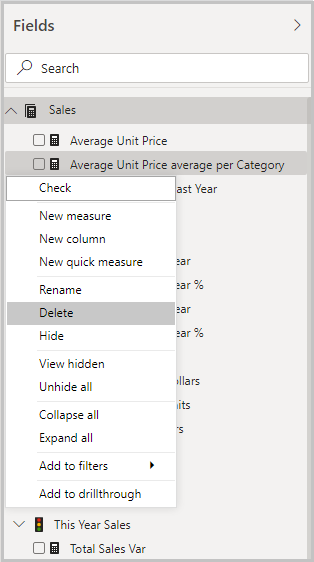 Fields
Search
Sales
Average Unit Price
Average Unit Price average per Category
Check
ast Year
New measure
New column
New quick measure
ear
ear %
Rename
Delete
ear
Hide
ear %
View hidden
Unhide all
ollars
its
Collapse all
rs
Expand all
Add to filters
Add to drillthrough
This Year Sales
Total Sales Var